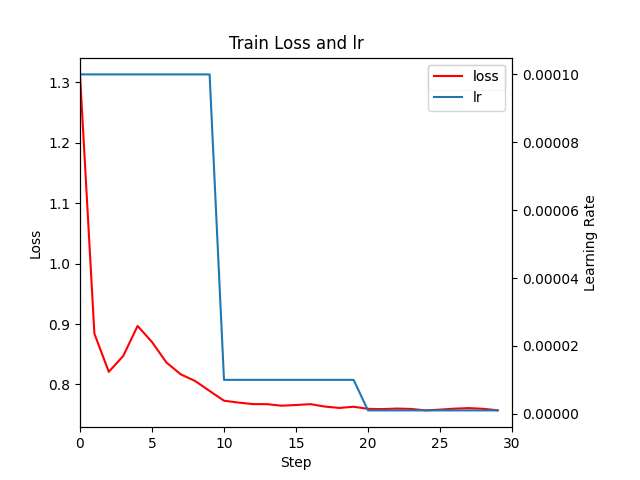 Train Loss and lr
loss
lr
Loss
1.3
1.2
1.1
1.0
0.9
0.8
0.00010
0.00008
0.00006
0.00004
0.00002
0.00000
Learning Rate
0 5 10 15 20 25 30
Step